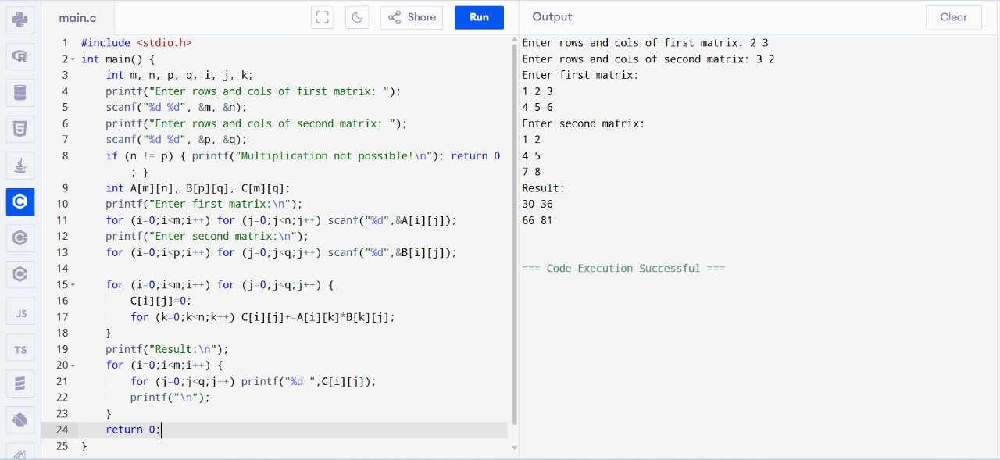 main.c
Share
Run
Output
Clear
1 #include <stdio.h>
2 int main() {
3 int m, n, p, q, i, j, k;
4 printf("Enter rows and cols of first matrix: ");
5 scanf("%d %d", &m, &n);
6 printf("Enter rows and cols of second matrix: ");
7 scanf("%d %d", &p, &q);
8 if (n != p) { printf("Multiplication not possible!\n"); return 0
; }
9 int A[m][n], B[p][q], C[m][q];
10 printf("Enter first matrix:\n");
11 for (i=0;i<m;i++) for (j=0;j<n;j++) scanf("%d",&A[i][j]);
12 printf("Enter second matrix:\n");
13 for (i=0;i<p;i++) for (j=0;j<q;j++) scanf("%d",&B[i][j]);
14
15 for (i=0;i<m;i++) for (j=0;j<q;j++) {
16 C[i][j]=0;
17 for (k=0;k<n;k++) C[i][j]+=A[i][k]*B[k][j];
18 }
19 printf("Result:\n");
20 for (i=0;i<m;i++) {
21 for (j=0;j<q;j++) printf("%d ",C[i][j]);
22 printf("\n");
23 }
24 return 0;
25 }
Enter rows and cols of first matrix: 2 3
Enter rows and cols of second matrix: 3 2
Enter first matrix:
1 2 3
4 5 6
Enter second matrix:
1 2
4 5
7 8
Result:
30 36
66 81
=== Code Execution Successful ===
R
5
C
C
C
JS
TS